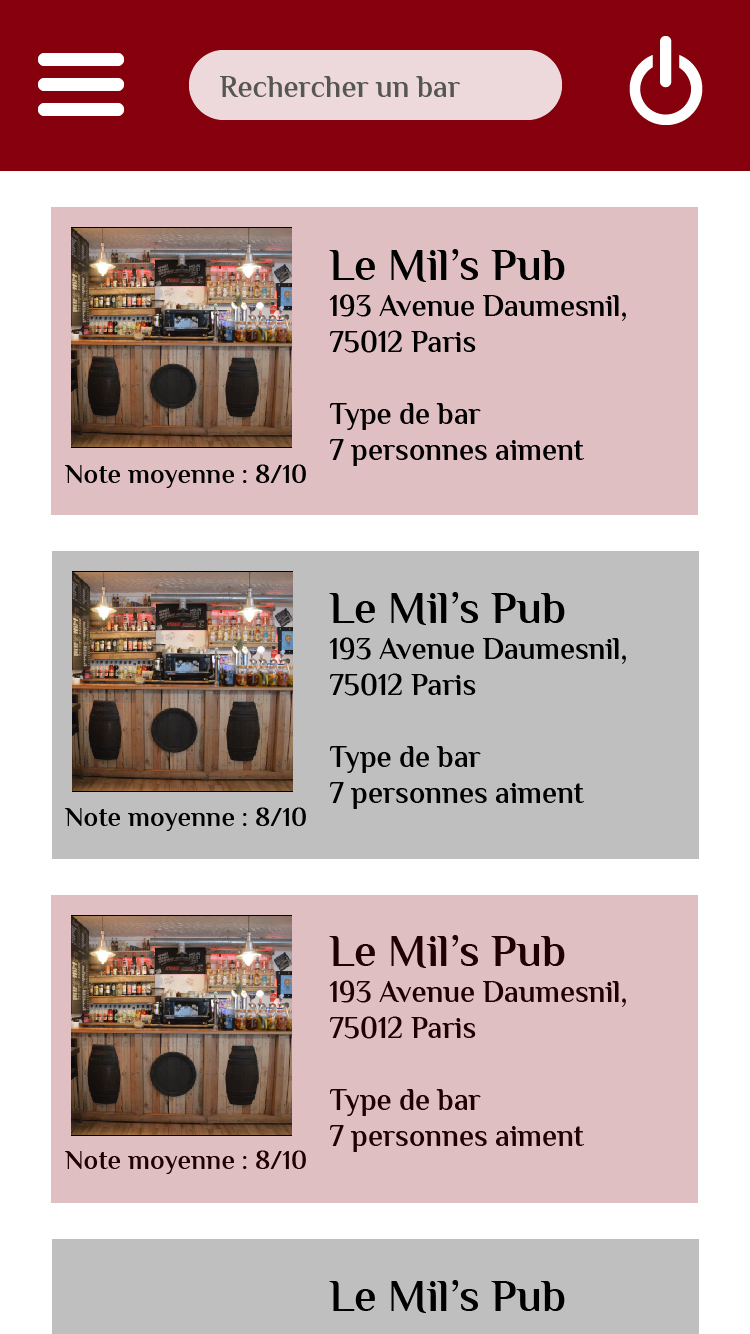 Rechercher un bar
Le Mil’s Pub
193 Avenue Daumesnil,
75012 Paris
Type de bar
7 personnes aiment
Note moyenne : 8/10
Le Mil’s Pub
193 Avenue Daumesnil,
75012 Paris
Type de bar
7 personnes aiment
Note moyenne : 8/10
Le Mil’s Pub
193 Avenue Daumesnil,
75012 Paris
Type de bar
7 personnes aiment
Note moyenne : 8/10
Le Mil’s Pub